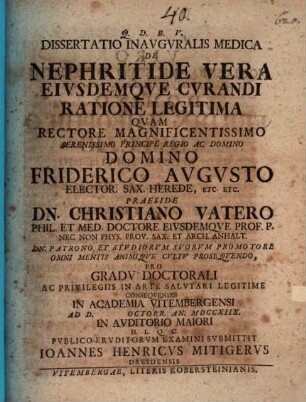 40.
Q. D. B. V.
DISSERTATIO INAVGVRALIS MEDICA
DE
NEPHRITIDE VERA
EIVSDEMQVE CVRANDI
RATIONE LEGITIMA
QVAM
RECTORE MAGNIFICENTISSIMO
SERENISSIMO PRINCIPE REGIO AC DOMINO
DOMINO
FRIDERICO AVGVSTO
ELECTOR. SAX. HEREDE, ETC. ETC.
PRAESIDE
DN. CHRISTIANO VATERO
PHIL. ET MED. DOCTORE EIVSDEMQVE PROF. P.
NEC NON PHYS. PROV. SAX. ET ARCH. ANHALT.
DN. PATRONO, ET STVDIORVM SVORVM PROMOTORE
OMNI MENTIS ANIMIQVE CVLTV PROSEQVENDO,
PRO
GRADV DOCTORALI
AC PRIVILEGIIS IN ARTE SALVTARI LEGITIME
CONSEQVENDIS
IN ACADEMIA VITEMBERGENSI
AD D. OCTOBR. AN. MDCCXIIX.
IN AVDITORIO MAIORI
H. L. Q. C.
PVBLICO ERVDITORVM EXAMINI SVBMITTIT
IOANNES HENRICVS MITIGERVS
DRESDENSIS
VITEMBERGAE, LITERIS KOBERSTEINIANIS.